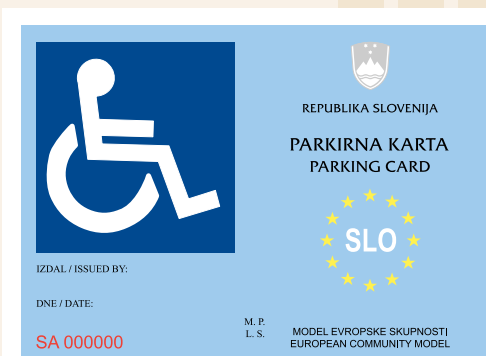 REPUBLIKA SLOVENIJA
PARKIRNA KARTA
PARKING CARD
SLO
IZDAL / ISSUED BY:
DNE / DATE:
SA 000000
M. P.
L. S.
MODEL EVROPSKE SKUPNOSTI
EUROPEAN COMMUNITY MODEL